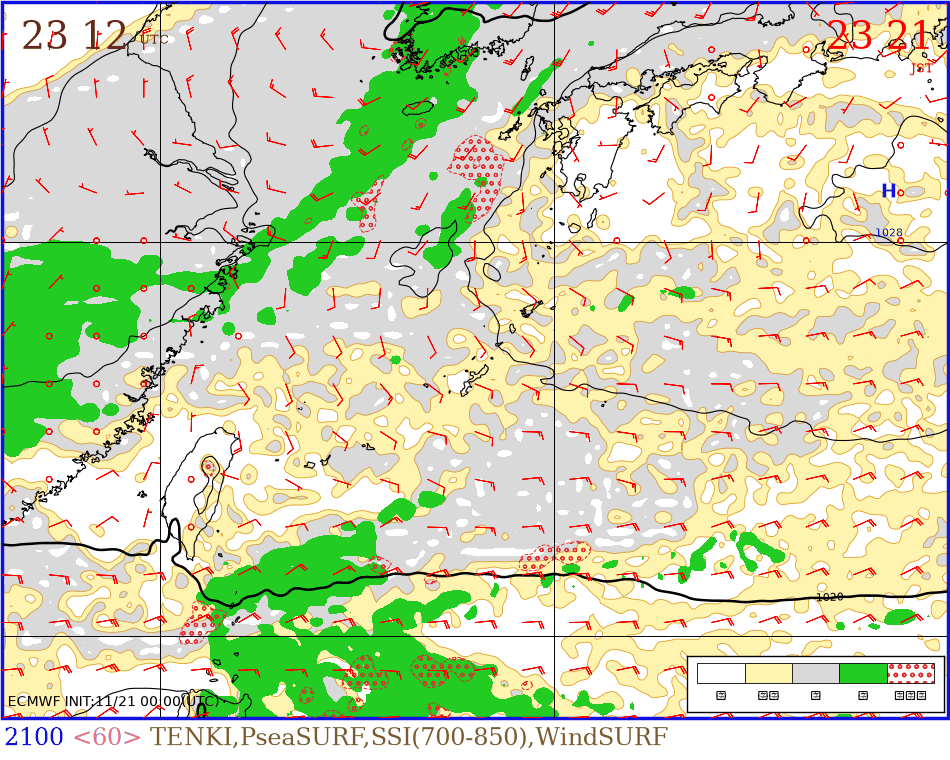 23 12 UTC
23 21
JST
H
1028
1020
ECMWF INIT:11/21 00:00(UTC)
2100 <60> TENKI,PseaSURF,SSI(700-850),WindSURF